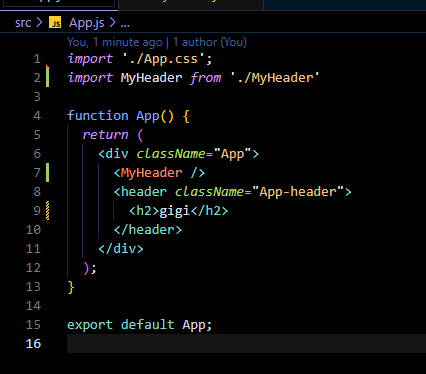 src > JS App.js > ...
You, 1 minute ago | 1 author (You)
1 import './App.css';
2 import MyHeader from './MyHeader'
3
4 function App() {
5 return (
6 <div className="App">
7 <MyHeader />
8 <header className="App-header">
9 <h2>gigi</h2>
10 </header>
11 </div>
12 );
13 }
14
15 export default App;
16